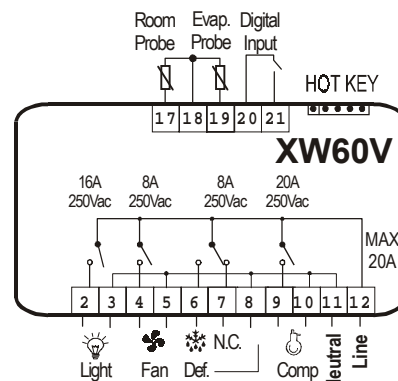 Room Probe
Evap. Probe
Digital Input
HOT KEY
17 18 19 20 21
XW60V
16A 250Vac
8A 250Vac
8A 250Vac
20A 250Vac
MAX 20A
2 3 4 5 6 7 8 9 10 11 12
Light
Fan
Def.
N.C.
Comp
Neutral
Line